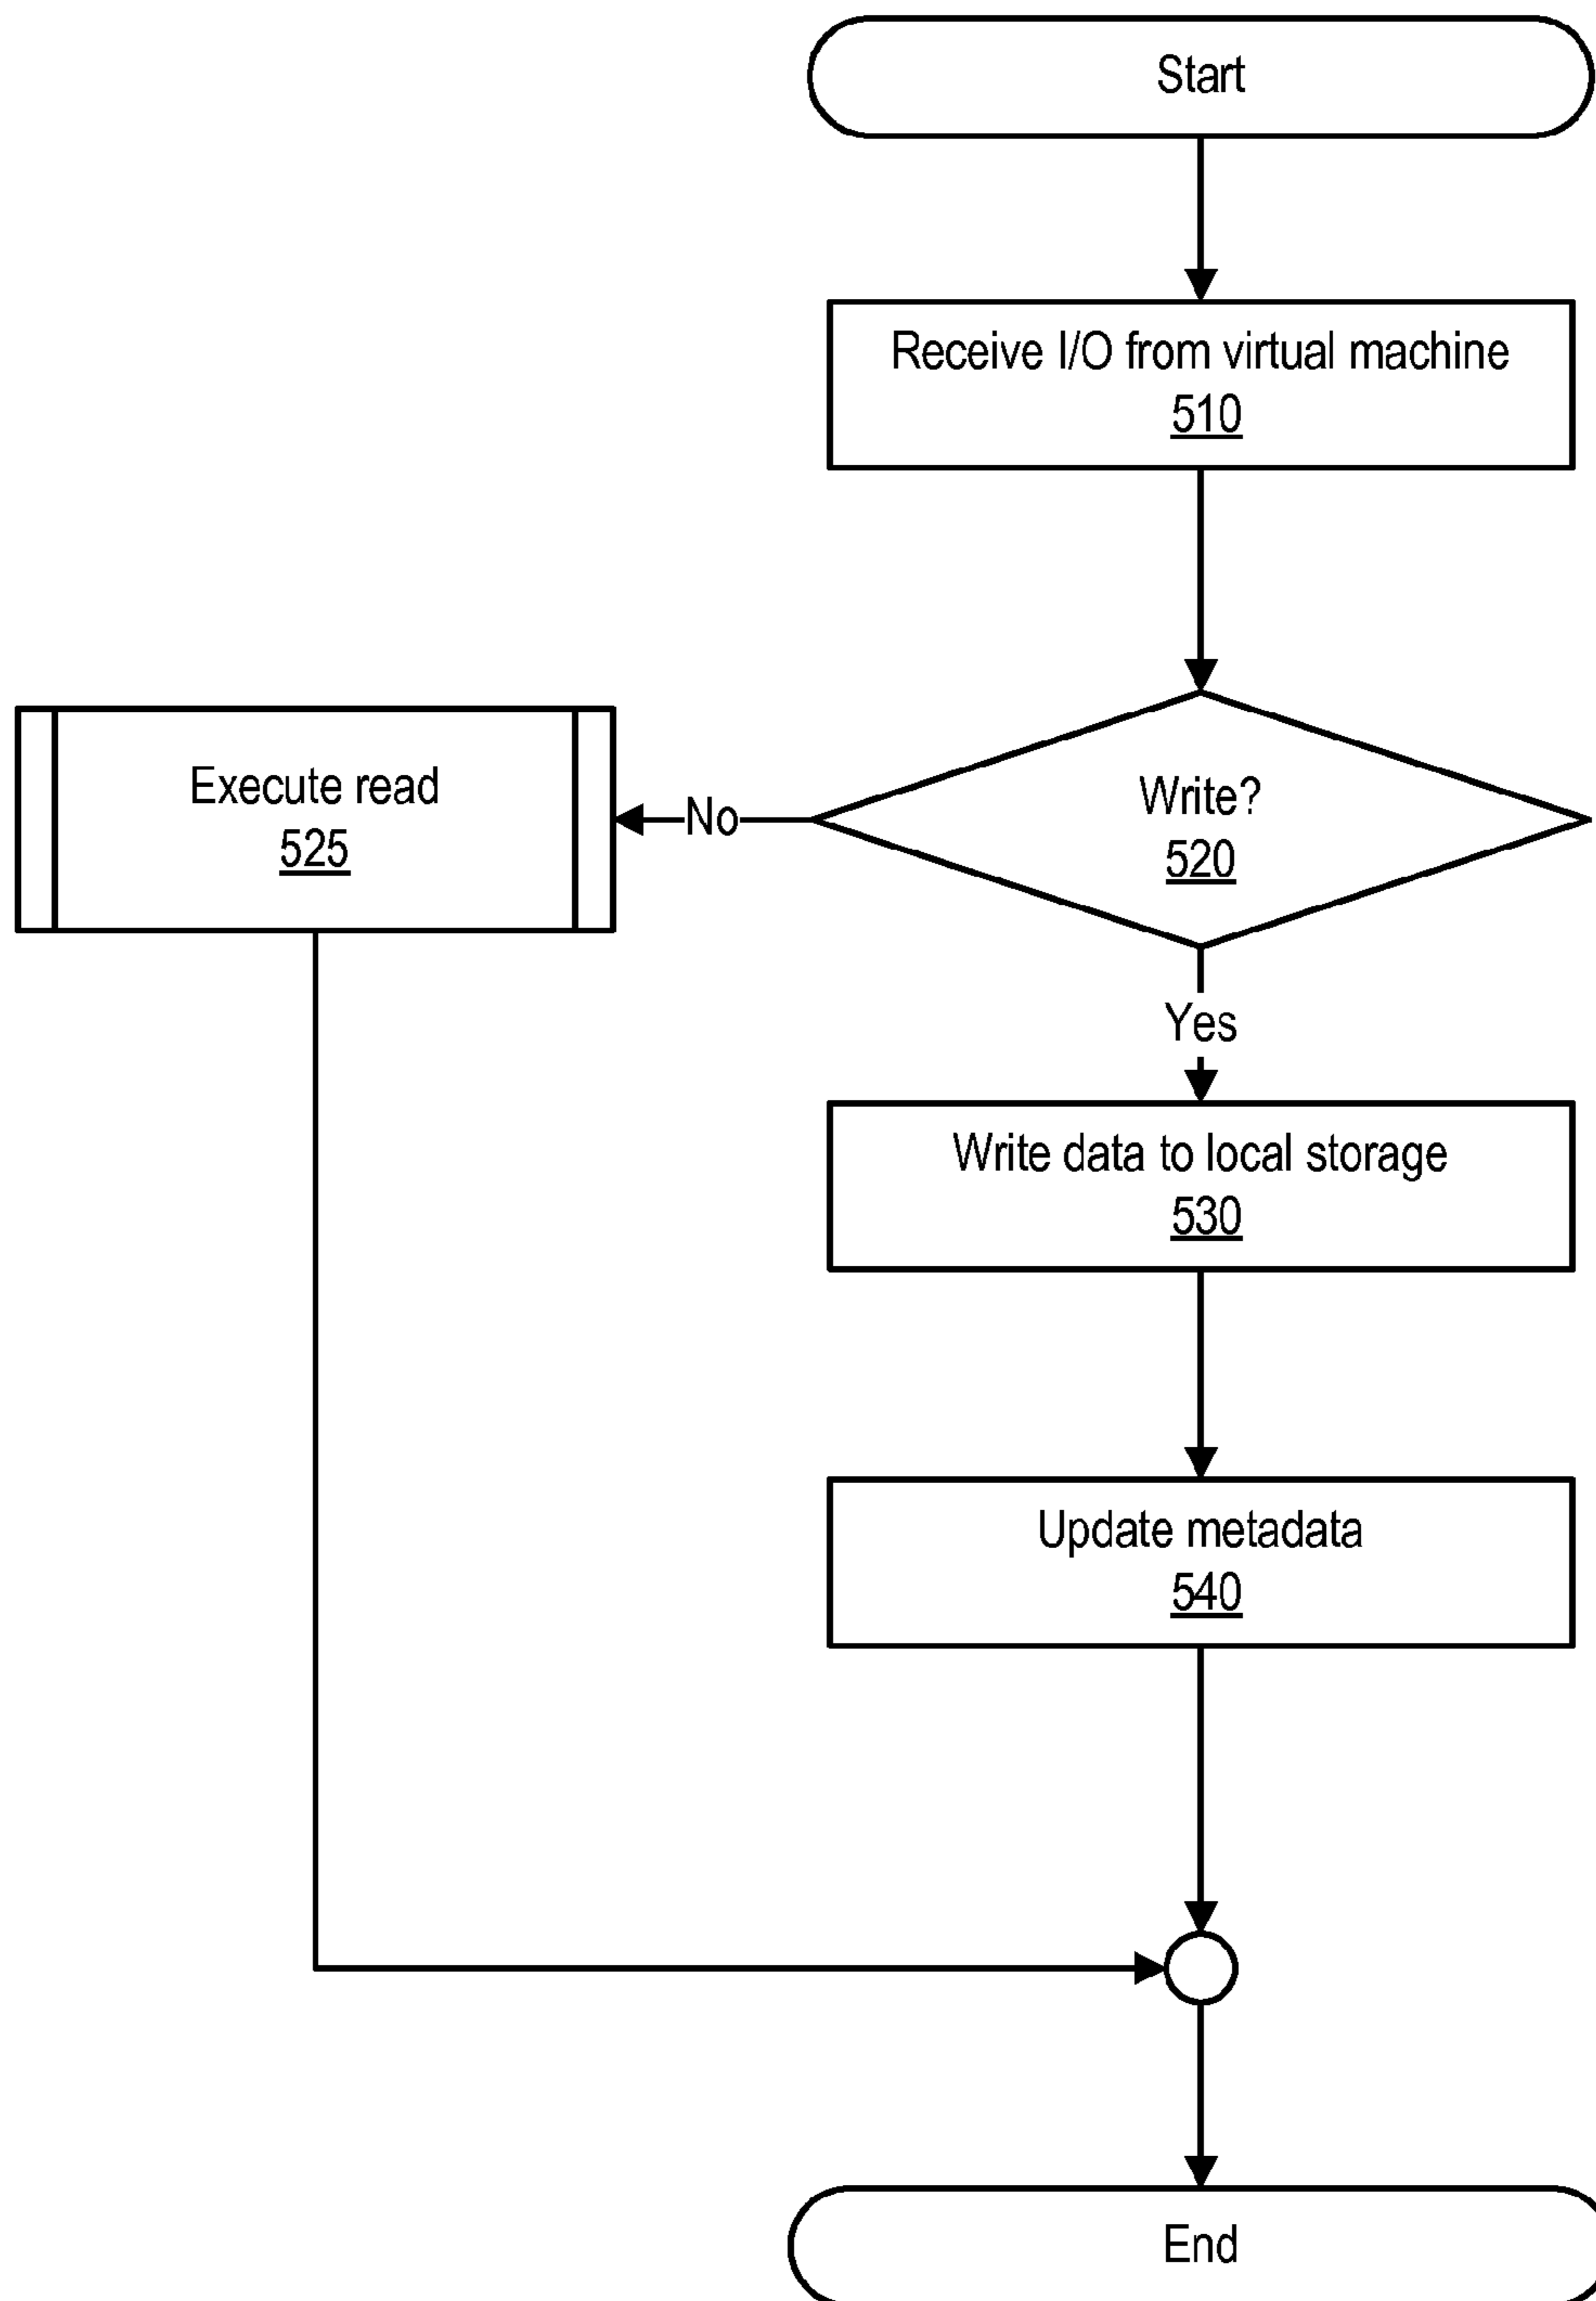 Start
Receive I/O from virtual machine
510
Write?
520
No
Execute read
525
Yes
Write data to local storage
530
Update metadata
540
End